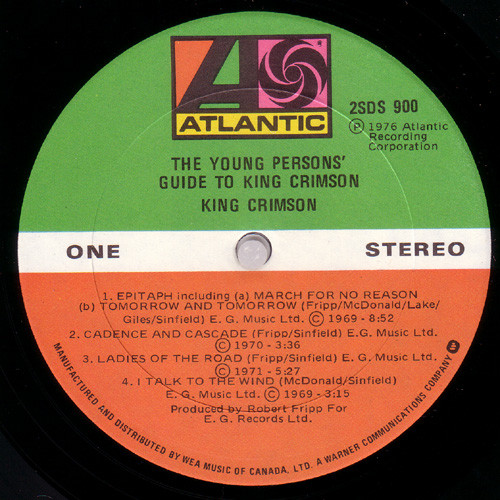 ATLANTIC
2SDS 900
Ⓟ 1976 Atlantic
Recording
Corporation
THE YOUNG PERSONS'
GUIDE TO KING CRIMSON
KING CRIMSON
ONE
STEREO
1. EPITAPH including (a) MARCH FOR NO REASON
(b) TOMORROW AND TOMORROW (Fripp/McDonald/Lake/
Giles/Sinfield) E.G. Music Ltd. © 1969 - 8:52
2. CADENCE AND CASCADE (Fripp/Sinfield) E.G. Music Ltd.
© 1970 - 3:36
3. LADIES OF THE ROAD (Fripp/Sinfield) E.G. Music Ltd.
© 1971 - 5:27
4. I TALK TO THE WIND (McDonald/Sinfield)
E. G. Music Ltd. © 1969 - 3:15
Produced by Robert Fripp For
E. G. Records Ltd.
MANUFACTURED AND DISTRIBUTED BY WEA MUSIC OF CANADA, LTD. A WARNER COMMUNICATIONS COMPANY